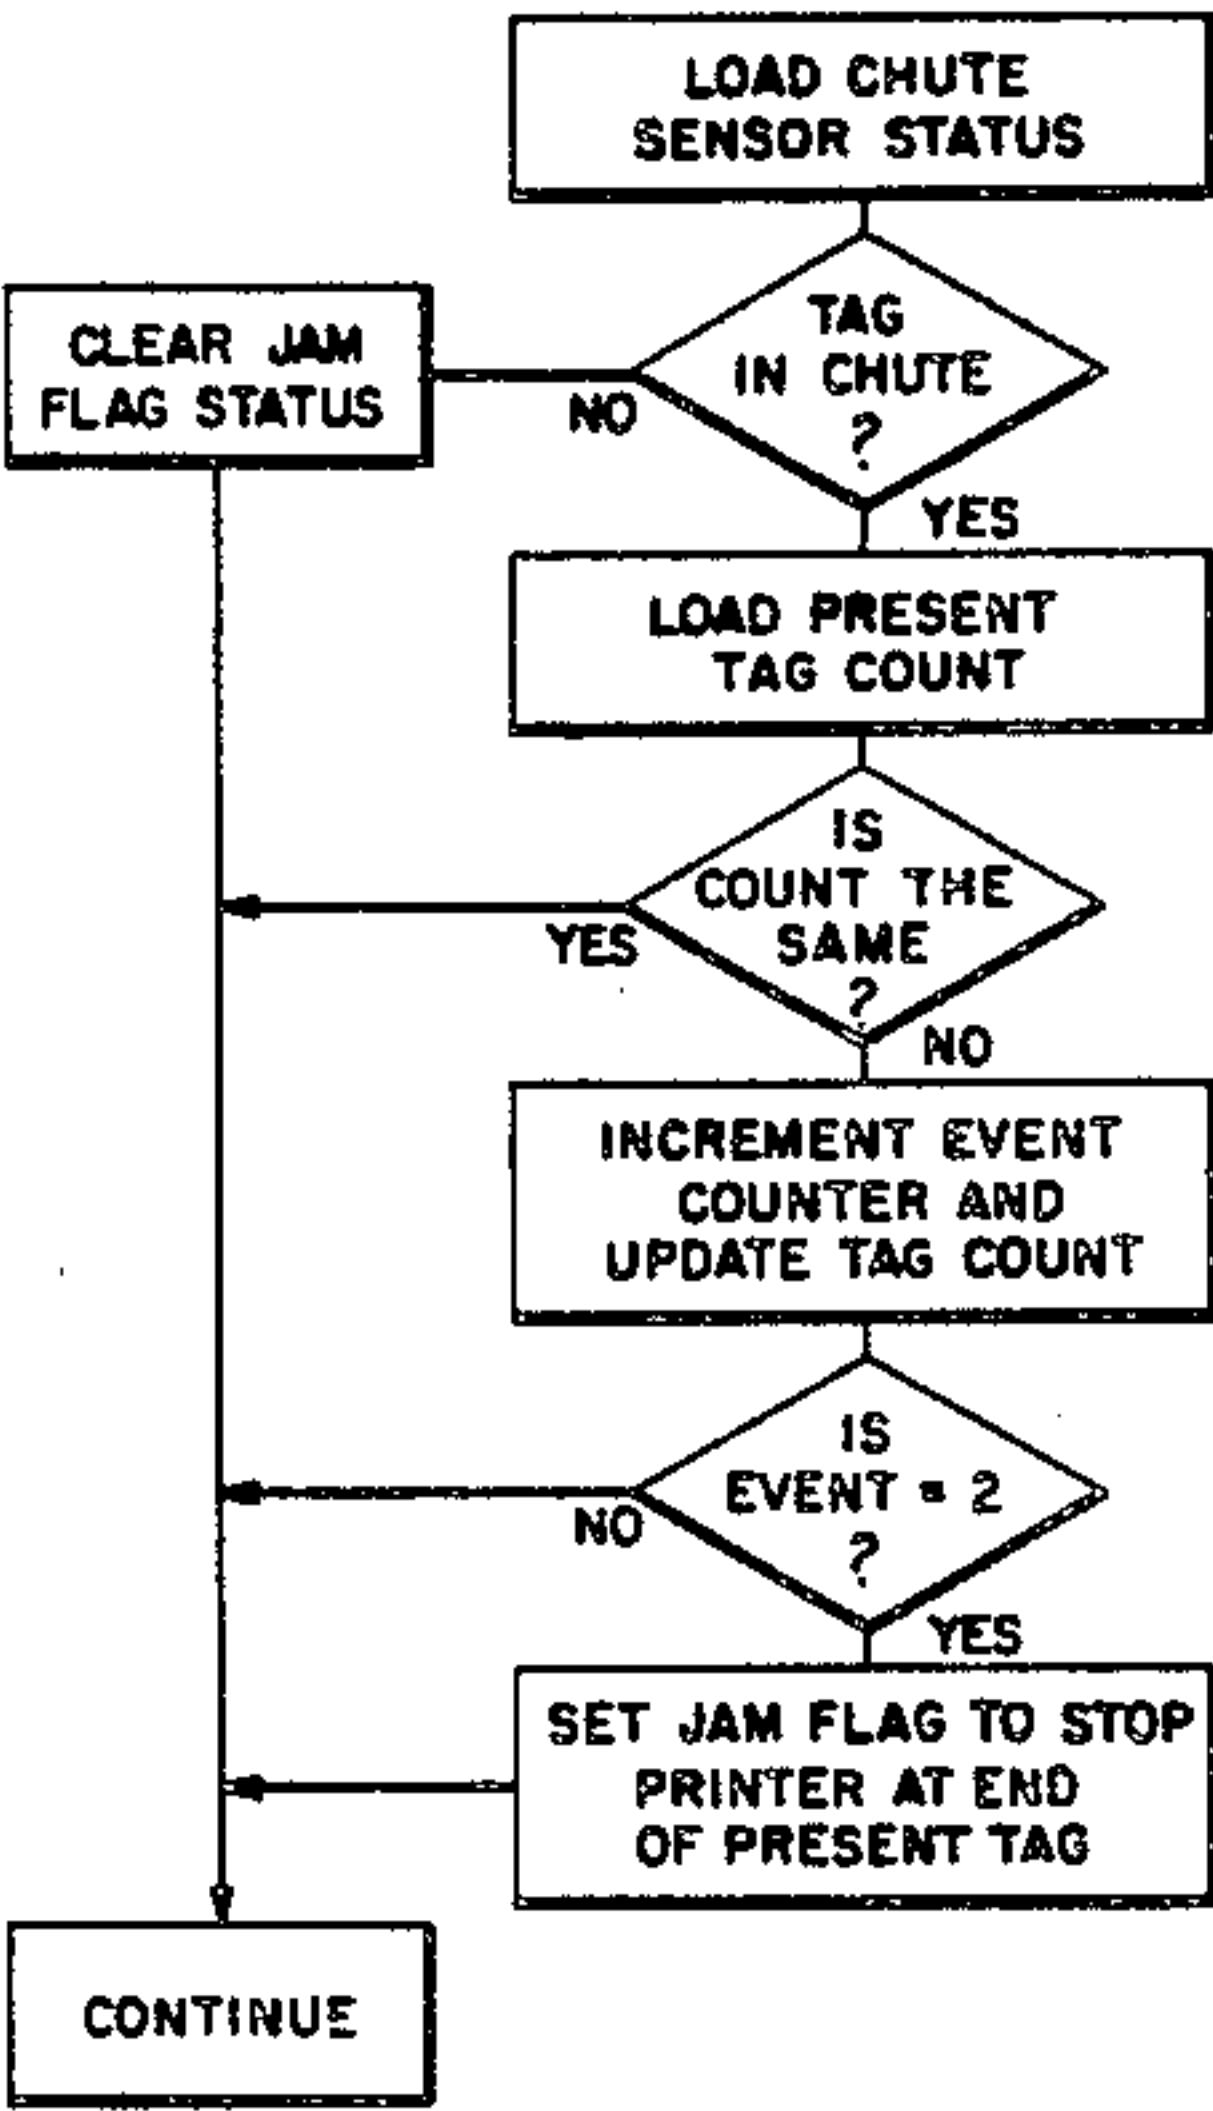 LOAD CHUTE
SENSOR STATUS
TAG
IN CHUTE
?
NO
CLEAR JAM
FLAG STATUS
YES
LOAD PRESENT
TAG COUNT
IS
COUNT THE
SAME
?
YES
NO
INCREMENT EVENT
COUNTER AND
UPDATE TAG COUNT
IS
EVENT = 2
?
NO
YES
SET JAM FLAG TO STOP
PRINTER AT END
OF PRESENT TAG
CONTINUE